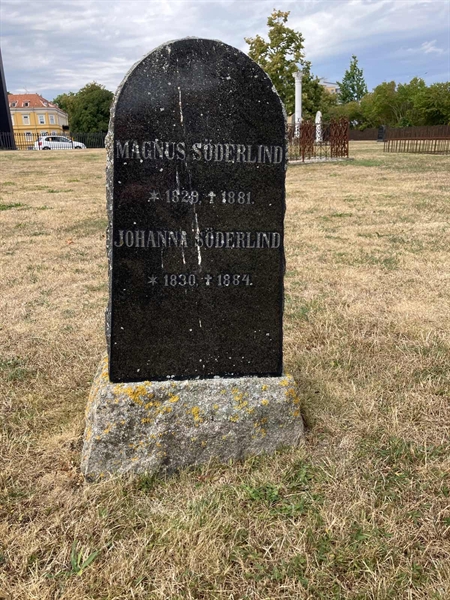 MAGNUS SÖDERLIND
* 1829. † 1881.
JOHANNA SÖDERLIND
* 1830. † 1884.